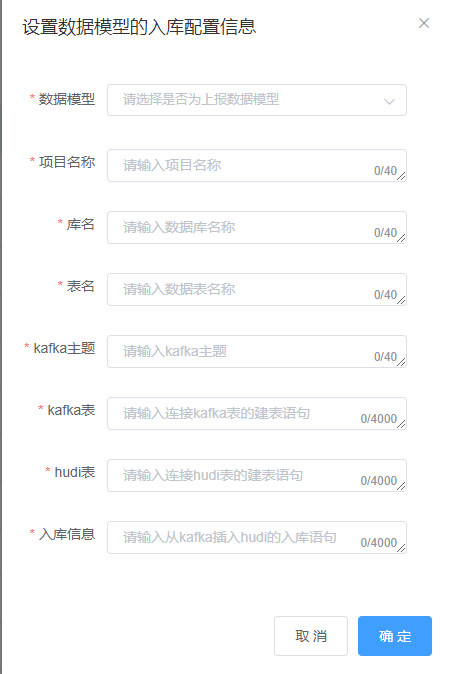 设置数据模型的入库配置信息
* 数据模型 请选择是否为上报数据模型
* 项目名称 请输入项目名称 0/40
* 库名 请输入数据库名称 0/40
* 表名 请输入数据表名称 0/40
* kafka主题 请输入kafka主题 0/40
* kafka表 请输入连接kafka表的建表语句 0/4000
* hudi表 请输入连接hudi表的建表语句 0/4000
* 入库信息 请输入从kafka插入hudi的入库语句 0/4000
取消 确定